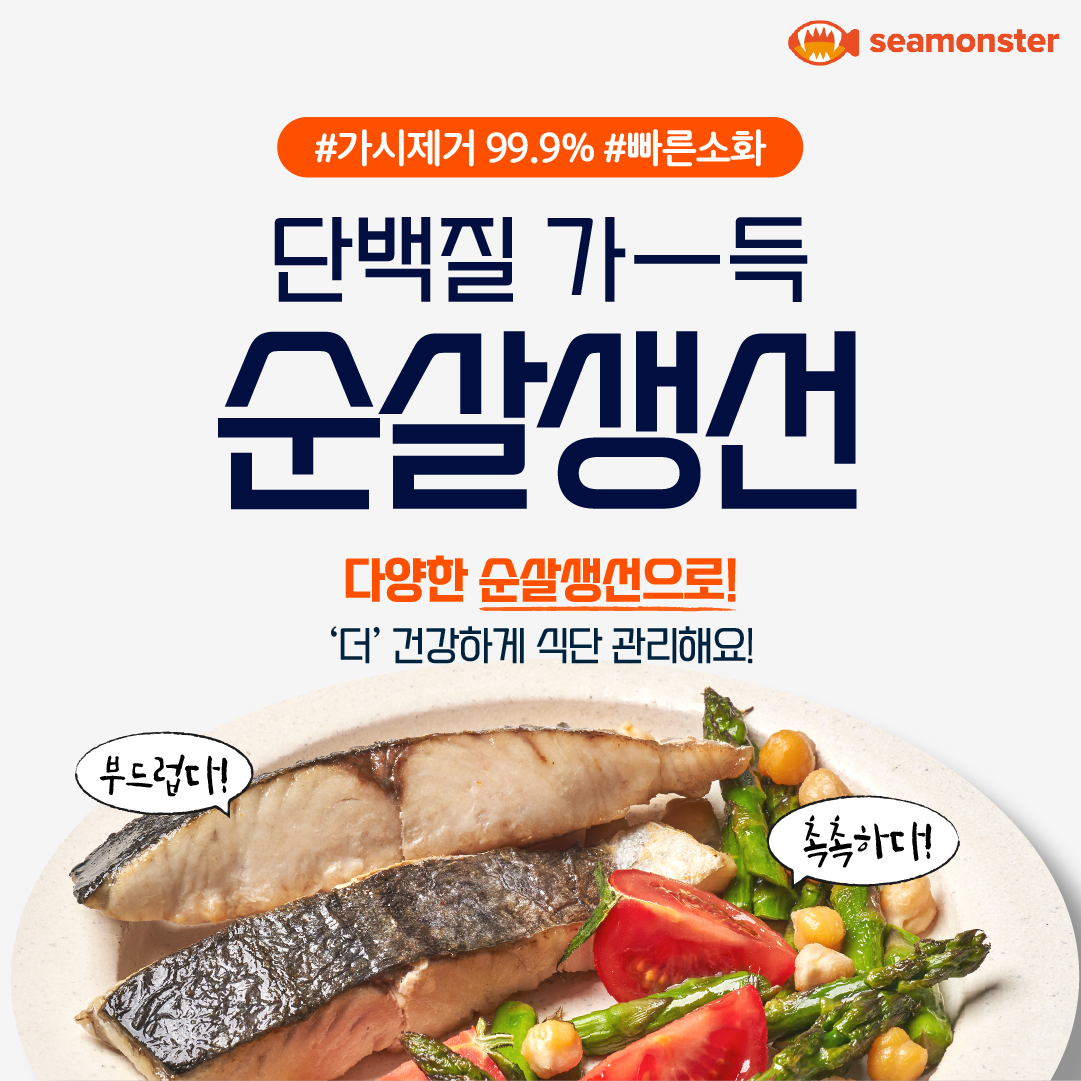 seamonster
#가시제거 99.9% #빠른소화
단백질 가―득
순살생선
다양한 순살생선으로!
‘더’ 건강하게 식단 관리해요!
부드럽다!
촉촉하다!